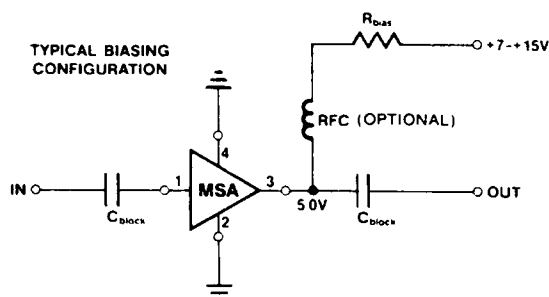 TYPICAL BIASING
CONFIGURATION
Rbias
+7-+15V
RFC (OPTIONAL)
4
IN
Cblock
1
MSA
3
5 0V
Cblock
OUT
2